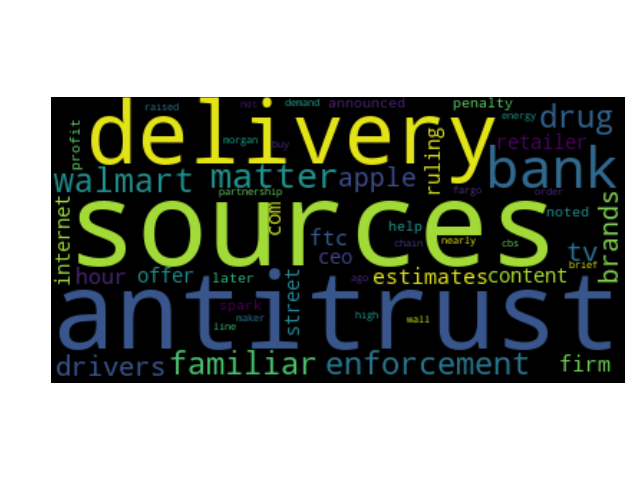 raised net demand announced penalty
delivery energy drug
profit morgan buy ruling retailer
walmart matter apple bank
partnership fargo order
internet sources com noted brands
ftc help chain nearly cbs tv
ceo brief
hour offer later ago estimates content
antitrust street
spark maker line high wall
drivers familiar enforcement firm